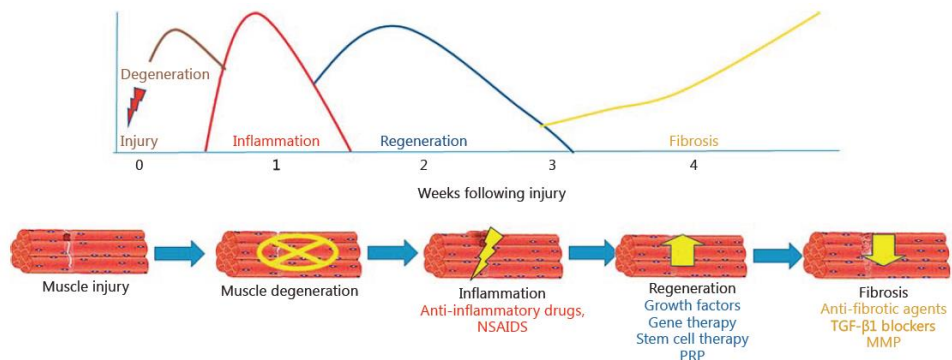 Degeneration
Injury
Inflammation
Regeneration
Fibrosis
0 1 2 3 4
Weeks following injury
Muscle injury
Muscle degeneration
Inflammation
Anti-inflammatory drugs,
NSAIDS
Regeneration
Growth factors
Gene therapy
Stem cell therapy
PRP
Fibrosis
Anti-fibrotic agents
TGF-β1 blockers
MMP